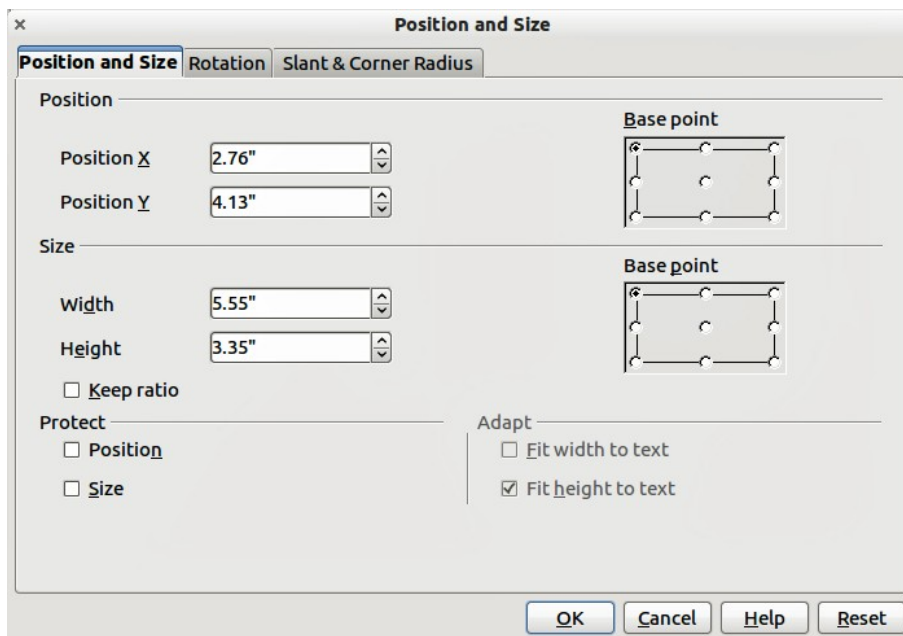 Position and Size
Position and Size Rotation Slant & Corner Radius
Position
Base point
Position X 2.76"
Position Y 4.13"
Size
Base point
Width 5.55"
Height 3.35"
Keep ratio
Protect Adapt
Position Fit width to text
Size Fit height to text
OK Cancel Help Reset